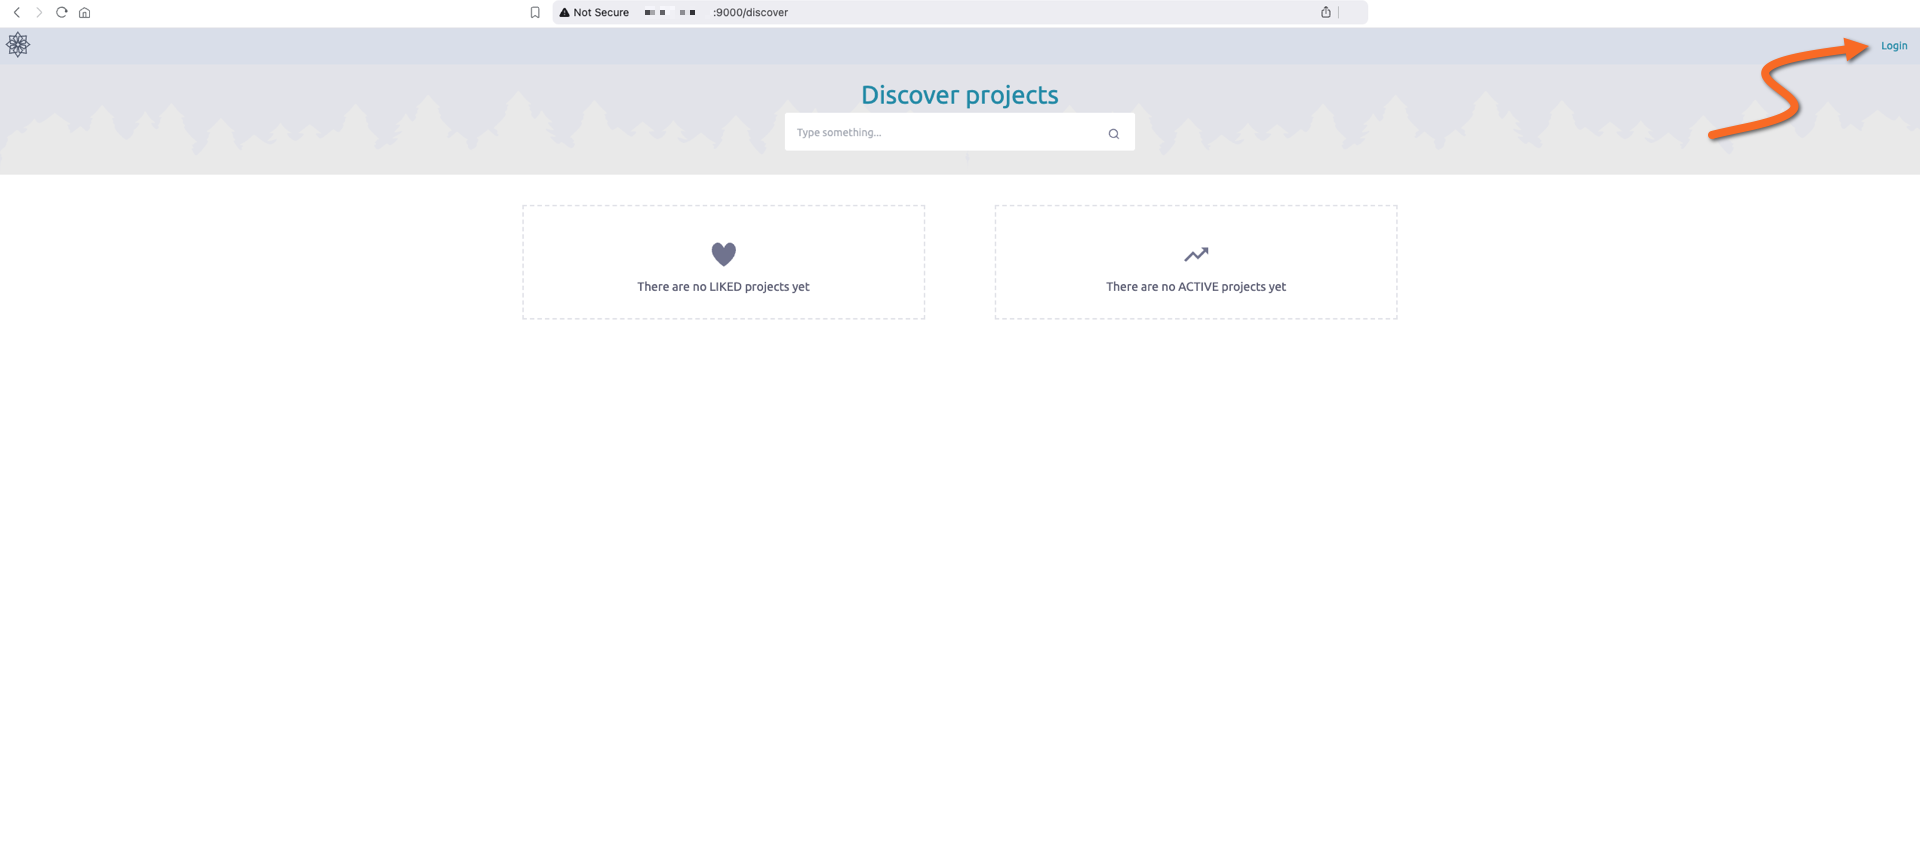 Not Secure :9000/discover
Login
Discover projects
Type something...
There are no LIKED projects yet
There are no ACTIVE projects yet